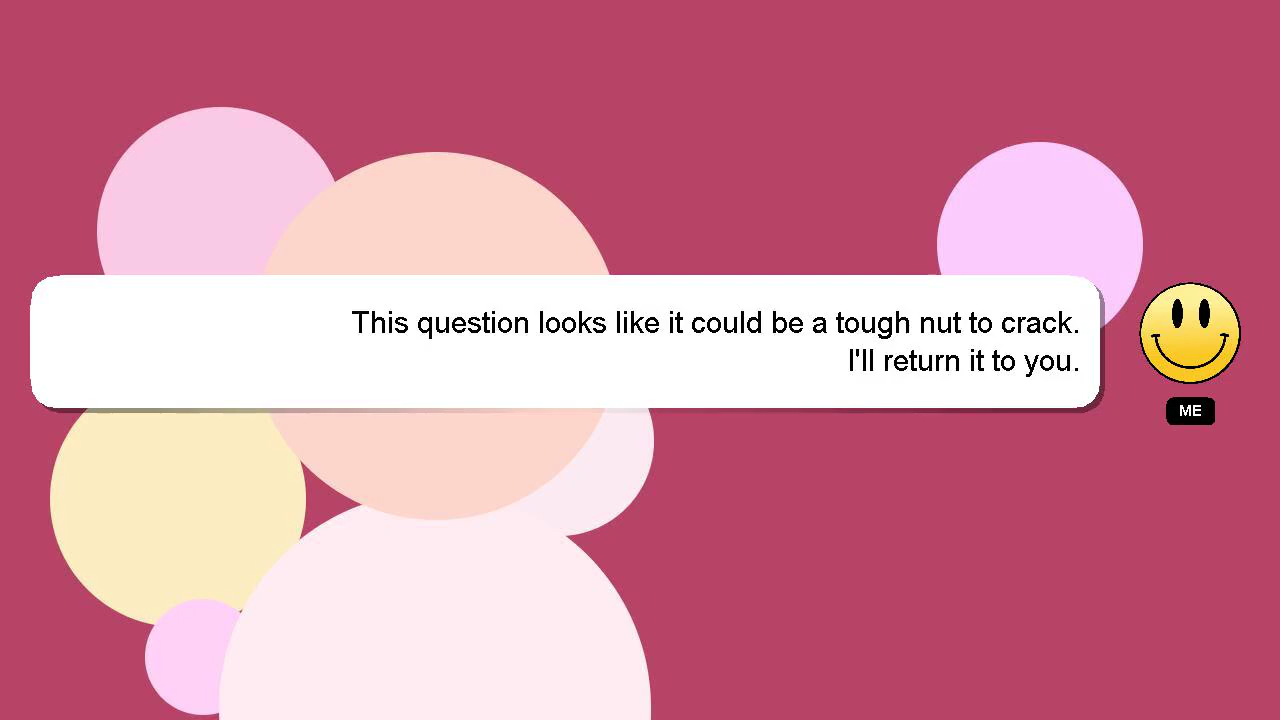 This question looks like it could be a tough nut to crack.
I'll return it to you.
ME